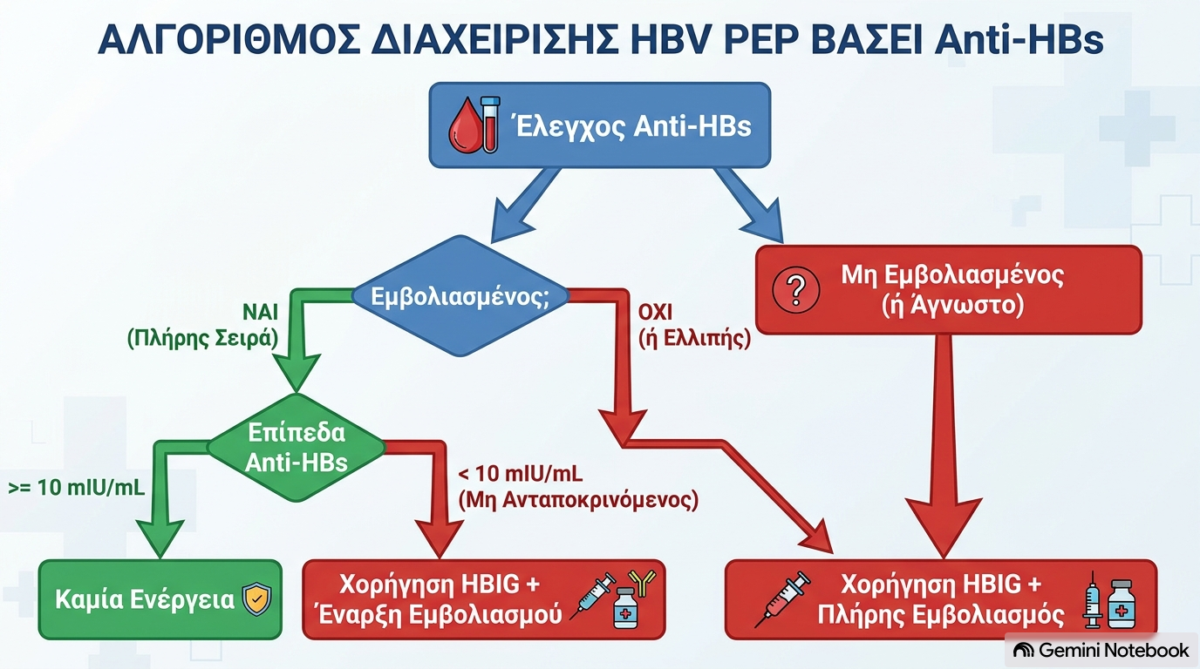 ΑΛΓΟΡΙΘΜΟΣ ΔΙΑΧΕΙΡΙΣΗΣ HBV PEP ΒΑΣΕΙ Anti-HBs
Έλεγχος Anti-HBs
Εμβολιασμένος;
?
Μη Εμβολιασμένος
(ή Άγνωστο)
ΝΑΙ
(Πλήρης Σειρά)
ΟΧΙ
(ή Ελλιπής)
Επίπεδα
Anti-HBs
>= 10 mIU/mL
< 10 mIU/mL
(Μη Ανταποκρινόμενος)
Καμία Ενέργεια
Χορήγηση HBIG +
Έναρξη Εμβολιασμού
Χορήγηση HBIG +
Πλήρης Εμβολιασμός
Gemini Notebook